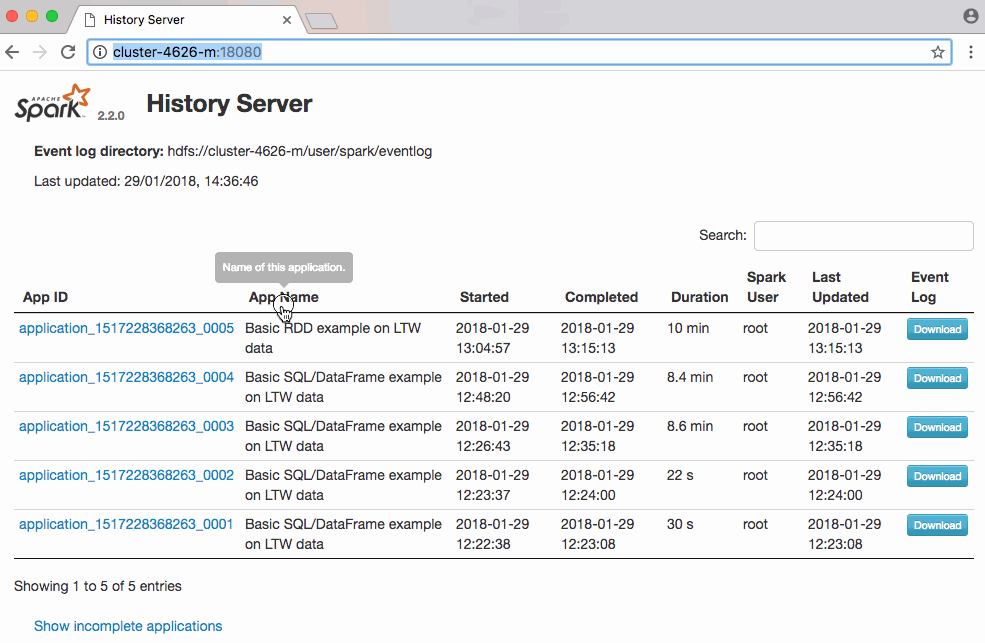 History Server
cluster-4626-m:18080
APACHE
Spark
2.2.0
History Server
Event log directory: hdfs://cluster-4626-m/user/spark/eventlog
Last updated: 29/01/2018, 14:36:46
Search:
Name of this application.
App ID App Name Started Completed Duration Spark User Last Updated Event Log
application_1517228368263_0005 Basic RDD example on LTW data 2018-01-29 13:04:57 2018-01-29 13:15:13 10 min root 2018-01-29 13:15:13 Download
application_1517228368263_0004 Basic SQL/DataFrame example on LTW data 2018-01-29 12:48:20 2018-01-29 12:56:42 8.4 min root 2018-01-29 12:56:42 Download
application_1517228368263_0003 Basic SQL/DataFrame example on LTW data 2018-01-29 12:26:43 2018-01-29 12:35:18 8.6 min root 2018-01-29 12:35:18 Download
application_1517228368263_0002 Basic SQL/DataFrame example on LTW data 2018-01-29 12:23:37 2018-01-29 12:24:00 22 s root 2018-01-29 12:24:00 Download
application_1517228368263_0001 Basic SQL/DataFrame example on LTW data 2018-01-29 12:22:38 2018-01-29 12:23:08 30 s root 2018-01-29 12:23:08 Download
Showing 1 to 5 of 5 entries
Show incomplete applications